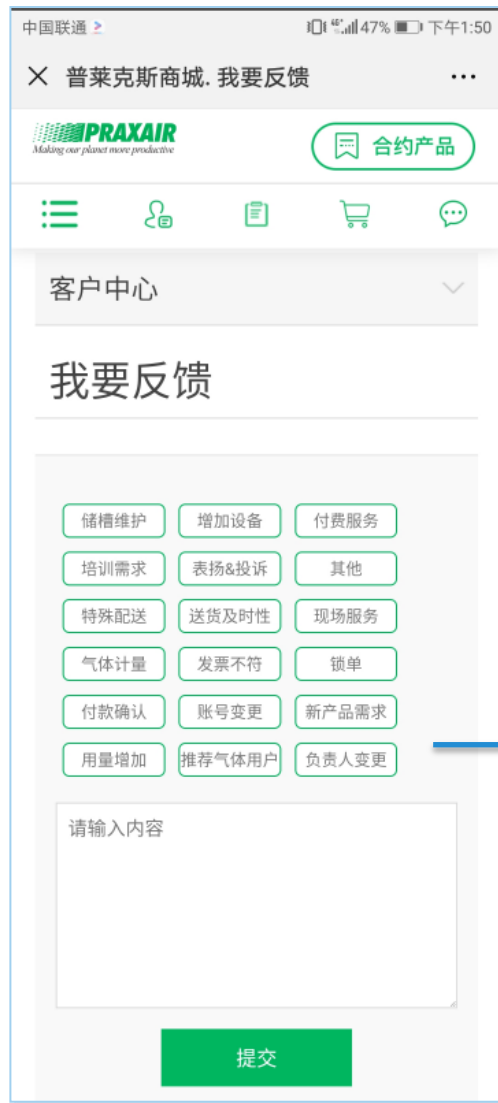 中国联通 47% 下午1:50
普莱克斯商城. 我要反馈
PRAXAIR
Making our planet more productive
合约产品
客户中心
我要反馈
储槽维护 增加设备 付费服务
培训需求 表扬&投诉 其他
特殊配送 送货及时性 现场服务
气体计量 发票不符 锁单
付款确认 账号变更 新产品需求
用量增加 推荐气体用户 负责人变更
请输入内容
提交